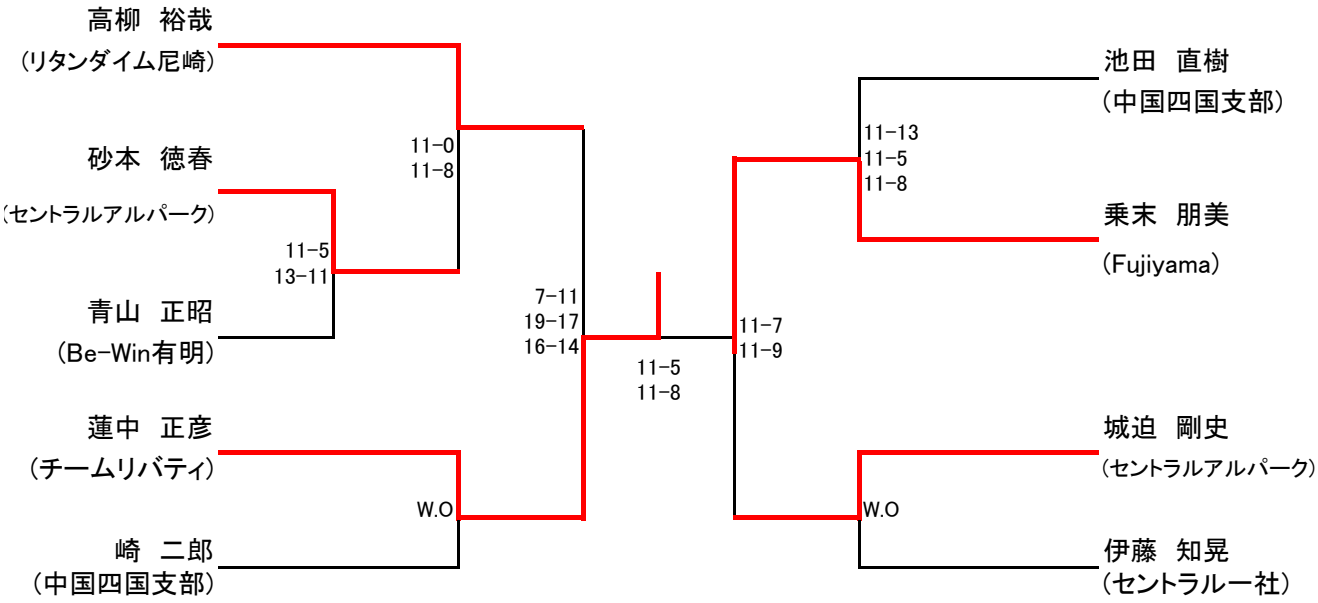 高柳 裕哉
(リタンダイム尼崎)
砂本 徳春
(セントラルアルパーク)
青山 正昭
(Be-Win有明)
蓮中 正彦
(チームリバティ)
崎 二郎
(中国四国支部)
11-0
11-8
11-5
13-11
W.O
7-11
19-17
16-14
11-5
11-8
11-7
11-9
11-13
11-5
11-8
W.O
池田 直樹
(中国四国支部)
乗末 朋美
(Fujiyama)
城迫 剛史
(セントラルアルパーク)
伊藤 知晃
(セントラル一社)